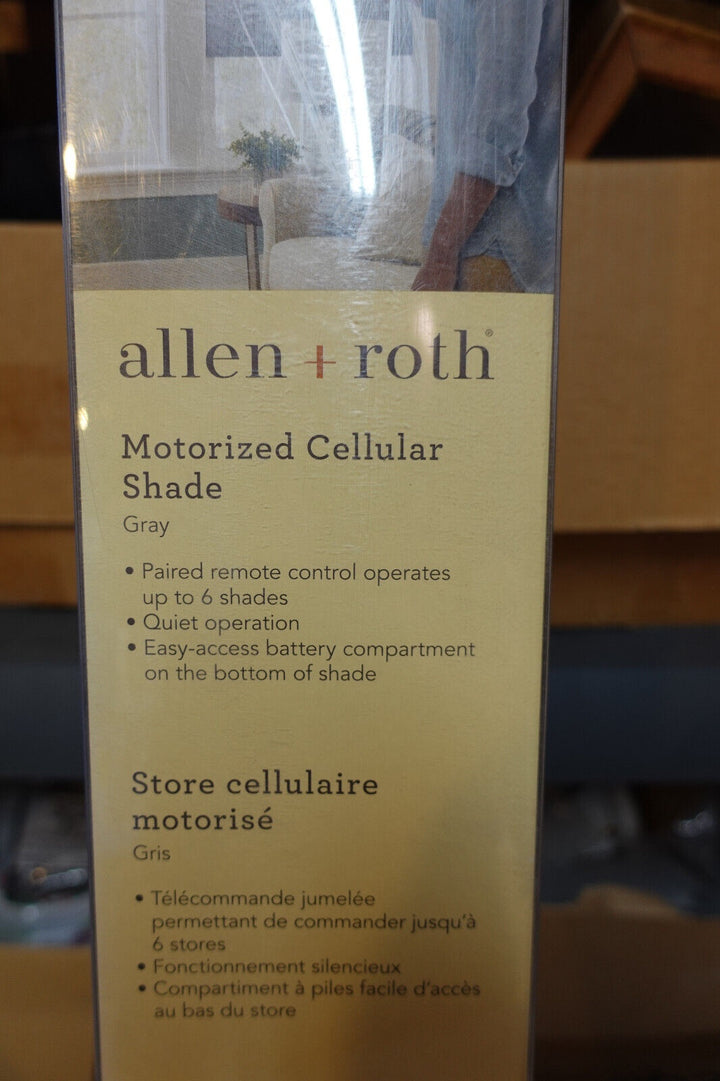 allen + roth®
Motorized Cellular
Shade
Gray
• Paired remote control operates
up to 6 shades
• Quiet operation
• Easy-access battery compartment
on the bottom of shade
Store cellulaire
motorisé
Gris
• Télécommande jumelée
permettant de commander jusqu'à
6 stores
• Fonctionnement silencieux
• Compartiment à piles facile d'accès
au bas du store